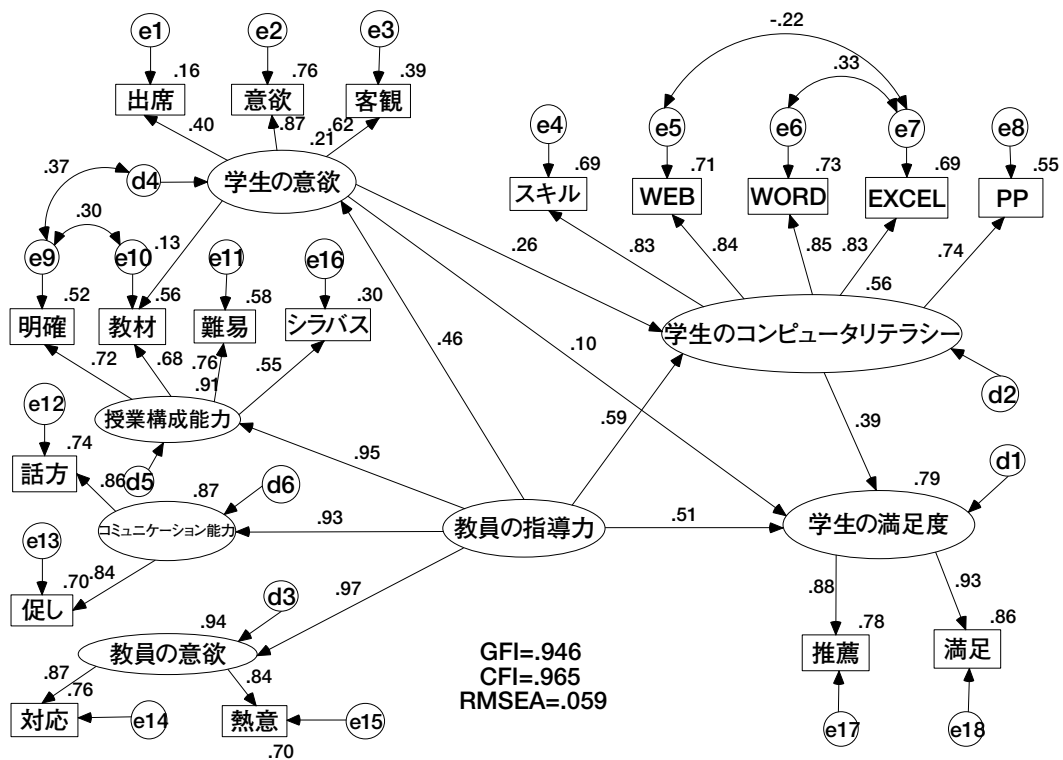 -.22
e1
e2
e3
.33
.16
.76
.39
出席
意欲
客観
e4
e5
e6
e7
e8
.40
.87
.21
.62
.69
.71
.73
.69
.55
.37
d4
学生の意欲
スキル
WEB
WORD
EXCEL
PP
.30
.13
.26
.83
.84
.85
.83
.74
e9
e10
e11
e16
.52
.56
.58
.30
.56
明確
教材
難易
シラバス
.46
.10
学生のコンピュータリテラシー
.72
.68
.76
.55
.91
d2
e12
授業構成能力
.59
.39
.74
話方
d5
.95
d1
.86
.87
d6
.79
コミュニケーション能力
.93
教員の指導力
.51
学生の満足度
e13
.70
.84
.97
.88
.93
促し
d3
.94
.78
.86
教員の意欲
GFI=.946
推薦
満足
.87
.84
CFI=.965
.76
RMSEA=.059
対応
e14
熱意
e15
e17
e18
.70